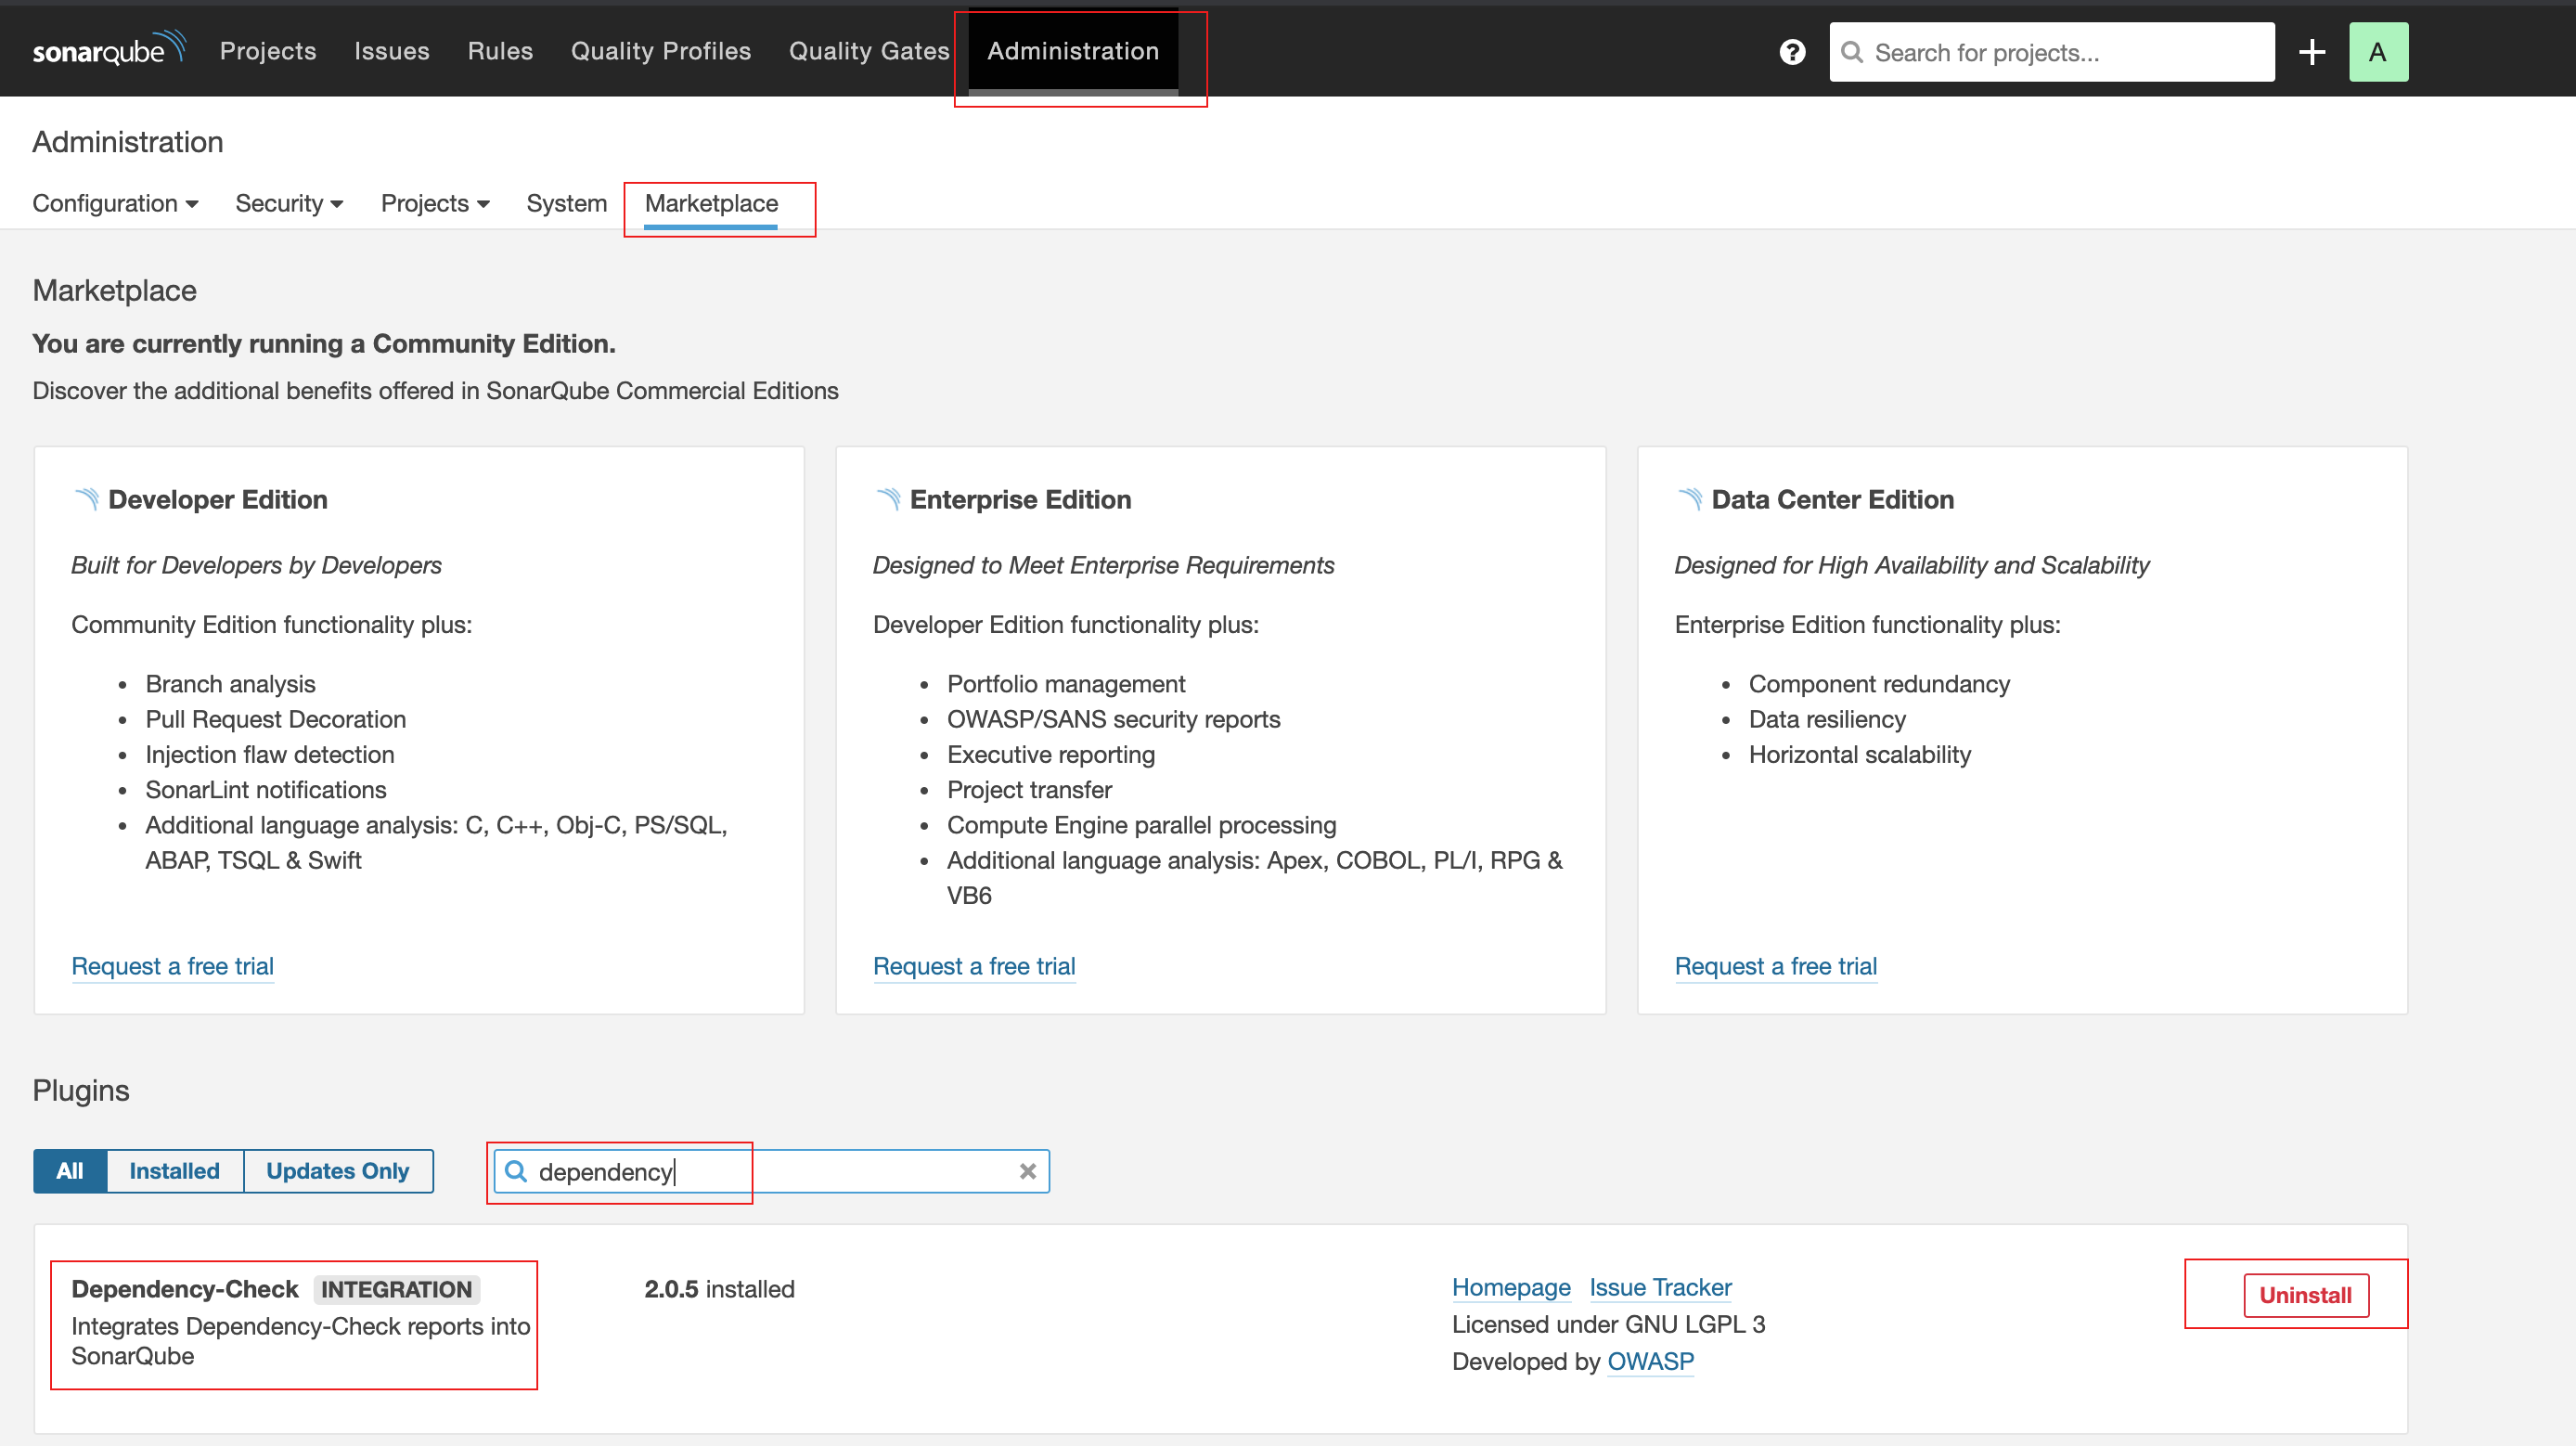 sonarqube Projects Issues Rules Quality Profiles Quality Gates Administration ? Search for projects... + A
Administration
Configuration Security Projects System Marketplace
Marketplace
You are currently running a Community Edition.
Discover the additional benefits offered in SonarQube Commercial Editions
Developer Edition
Built for Developers by Developers
Community Edition functionality plus:
• Branch analysis
• Pull Request Decoration
• Injection flaw detection
• SonarLint notifications
• Additional language analysis: C, C++, Obj-C, PS/SQL,
ABAP, TSQL & Swift
Request a free trial
Enterprise Edition
Designed to Meet Enterprise Requirements
Developer Edition functionality plus:
• Portfolio management
• OWASP/SANS security reports
• Executive reporting
• Project transfer
• Compute Engine parallel processing
• Additional language analysis: Apex, COBOL, PL/I, RPG &
VB6
Request a free trial
Data Center Edition
Designed for High Availability and Scalability
Enterprise Edition functionality plus:
• Component redundancy
• Data resiliency
• Horizontal scalability
Request a free trial
Plugins
All Installed Updates Only dependency
Dependency-Check INTEGRATION
Integrates Dependency-Check reports into
SonarQube
2.0.5 installed
Homepage Issue Tracker
Licensed under GNU LGPL 3
Developed by OWASP
Uninstall